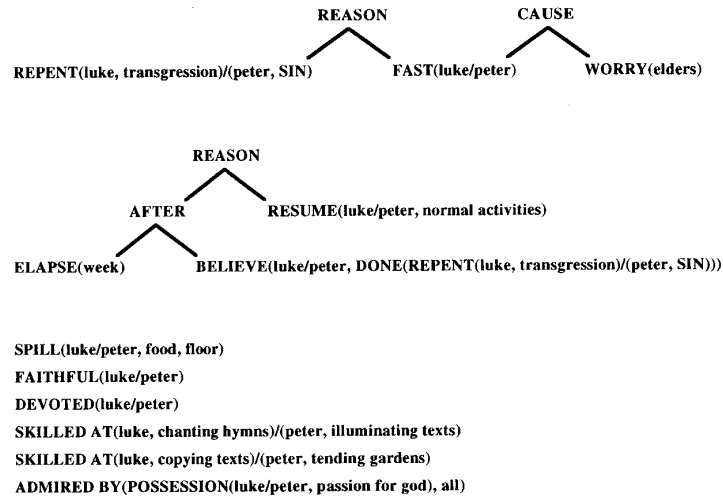 REASON CAUSE
REPENT(luke, transgression)/(peter, SIN) FAST(luke/peter) WORRY(elders)
REASON
AFTER RESUME(luke/peter, normal activities)
ELAPSE(week) BELIEVE(luke/peter, DONE(REPENT(luke, transgression)/(peter, SIN)))
SPILL(luke/peter, food, floor)
FAITHFUL(luke/peter)
DEVOTED(luke/peter)
SKILLED AT(luke, chanting hymns)/(peter, illuminating texts)
SKILLED AT(luke, copying texts)/(peter, tending gardens)
ADMIRED BY(POSSESSION(luke/peter, passion for god), all)